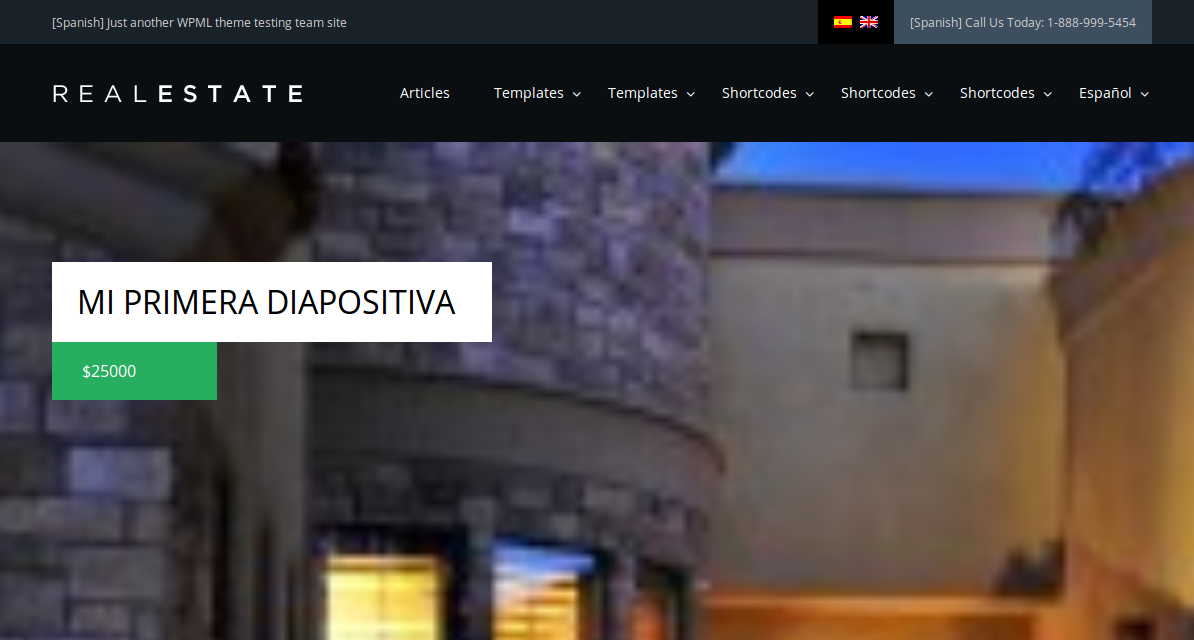 [Spanish] Just another WPML theme testing team site
[Spanish] Call Us Today: 1-888-999-5454
REALESTATE
Articles Templates Templates Shortcodes Shortcodes Shortcodes Español
MI PRIMERA DIAPOSITIVA
$25000